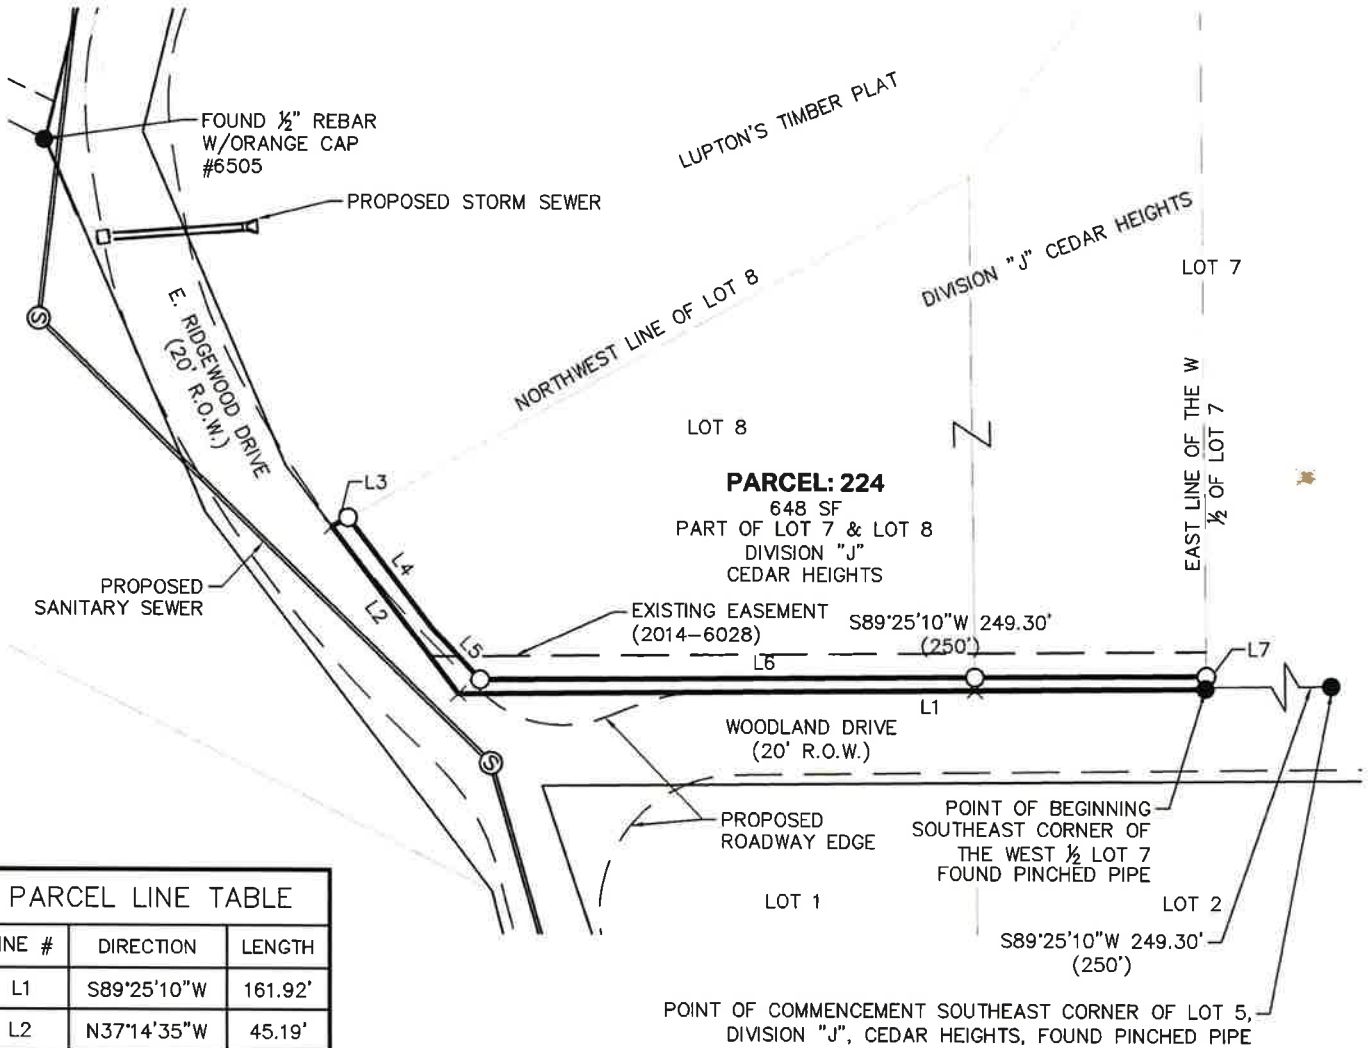 LUPTON'S TIMBER PLAT
FOUND ½" REBAR
W/ORANGE CAP
#6505
PROPOSED STORM SEWER
DIVISION "J" CEDAR HEIGHTS
LOT 7
NORTHWEST LINE OF LOT 8
E. RIDGEWOOD DRIVE
(20' R.O.W.)
S
LOT 8
EAST LINE OF THE W
½ OF LOT 7
L3
PARCEL: 224
648 SF
PART OF LOT 7 & LOT 8
DIVISION "J"
CEDAR HEIGHTS
L4
PROPOSED
SANITARY SEWER
L2
EXISTING EASEMENT
(2014-6028)
S89°25'10"W 249.30'
(250')
L5
L6
L7
L1
WOODLAND DRIVE
(20' R.O.W.)
S
PROPOSED
ROADWAY EDGE
POINT OF BEGINNING
SOUTHEAST CORNER OF
THE WEST ½ LOT 7
FOUND PINCHED PIPE
LOT 1
LOT 2
S89°25'10"W 249.30'
(250')
POINT OF COMMENCEMENT SOUTHEAST CORNER OF LOT 5,
DIVISION "J", CEDAR HEIGHTS, FOUND PINCHED PIPE
PARCEL LINE TABLE
INE # DIRECTION LENGTH
L1 S89°25'10"W 161.92'
L2 N37°14'35"W 45.19'